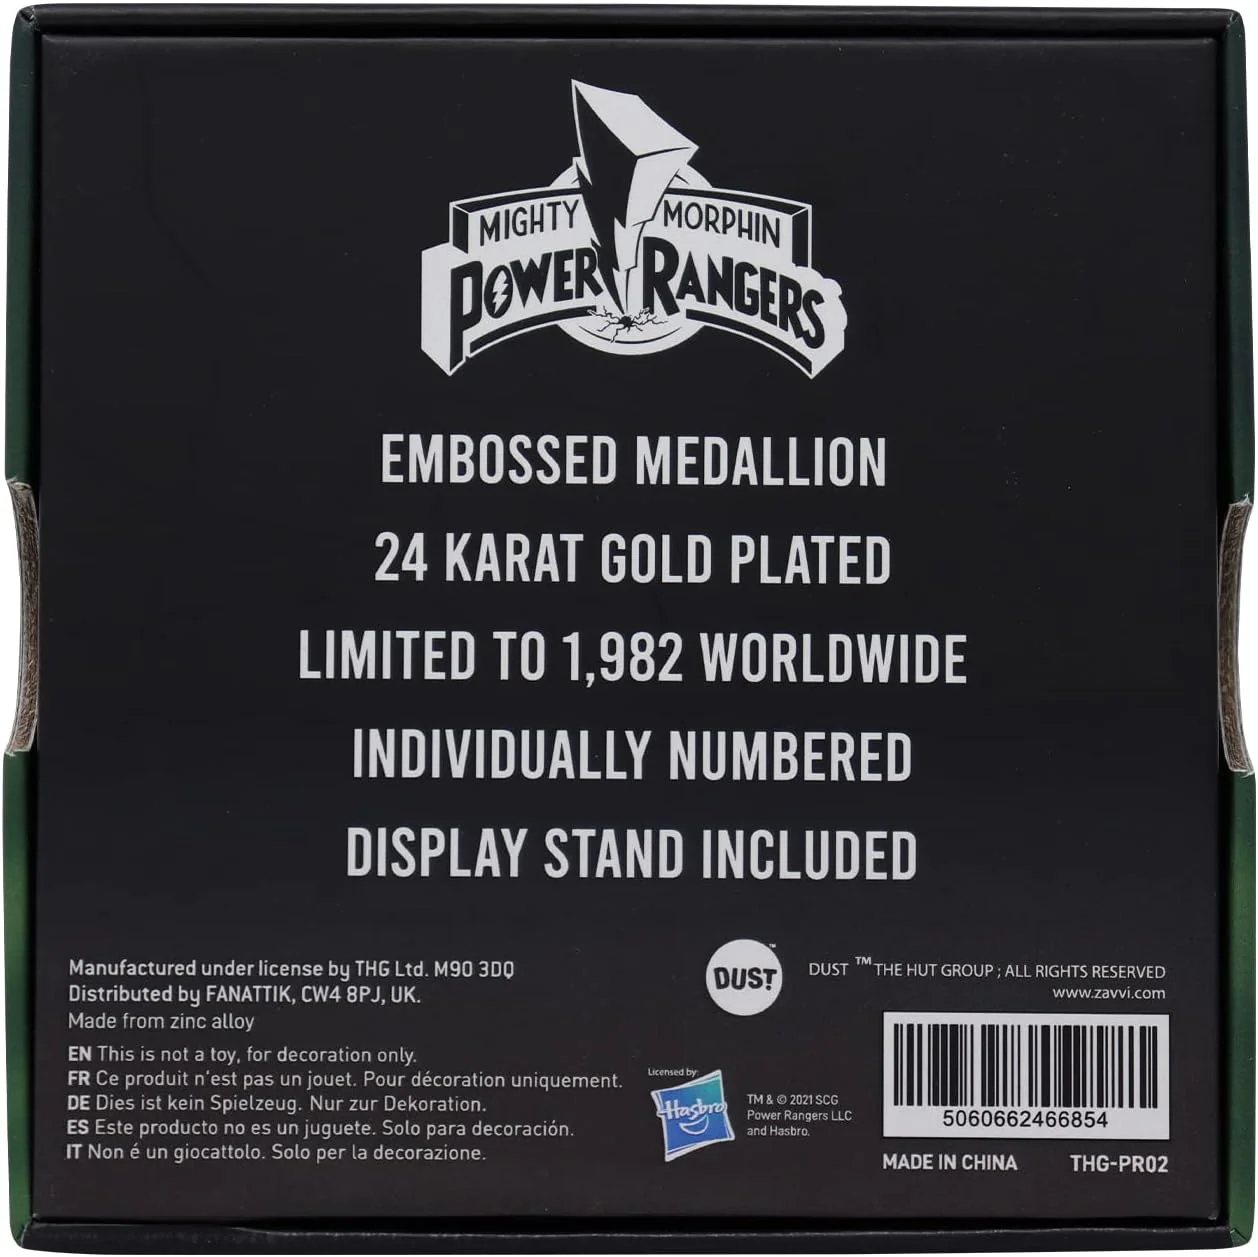 MIGHTY MORPHIN
POWER RANGERS
EMBOSSED MEDALLION
24 KARAT GOLD PLATED
LIMITED TO 1,982 WORLDWIDE
INDIVIDUALLY NUMBERED
DISPLAY STAND INCLUDED
Manufactured under license by THG Ltd. M90 3DQ
Distributed by FANATTIK, CW4 8PJ, UK.
Made from zinc alloy
EN This is not a toy, for decoration only.
FR Ce produit n'est pas un jouet. Pour décoration uniquement.
DE Dies ist kein Spielzeug. Nur zur Dekoration.
ES Este producto no es un juguete. Solo para decoración.
IT Non é un giocattolo. Solo per la decorazione.
DUST™
DUST ™ THE HUT GROUP ; ALL RIGHTS RESERVED
www.zavvi.com
Licensed by:
Hasbro
TM & © 2021 SCG
Power Rangers LLC
and Hasbro.
5060662466854
MADE IN CHINA THG-PR02